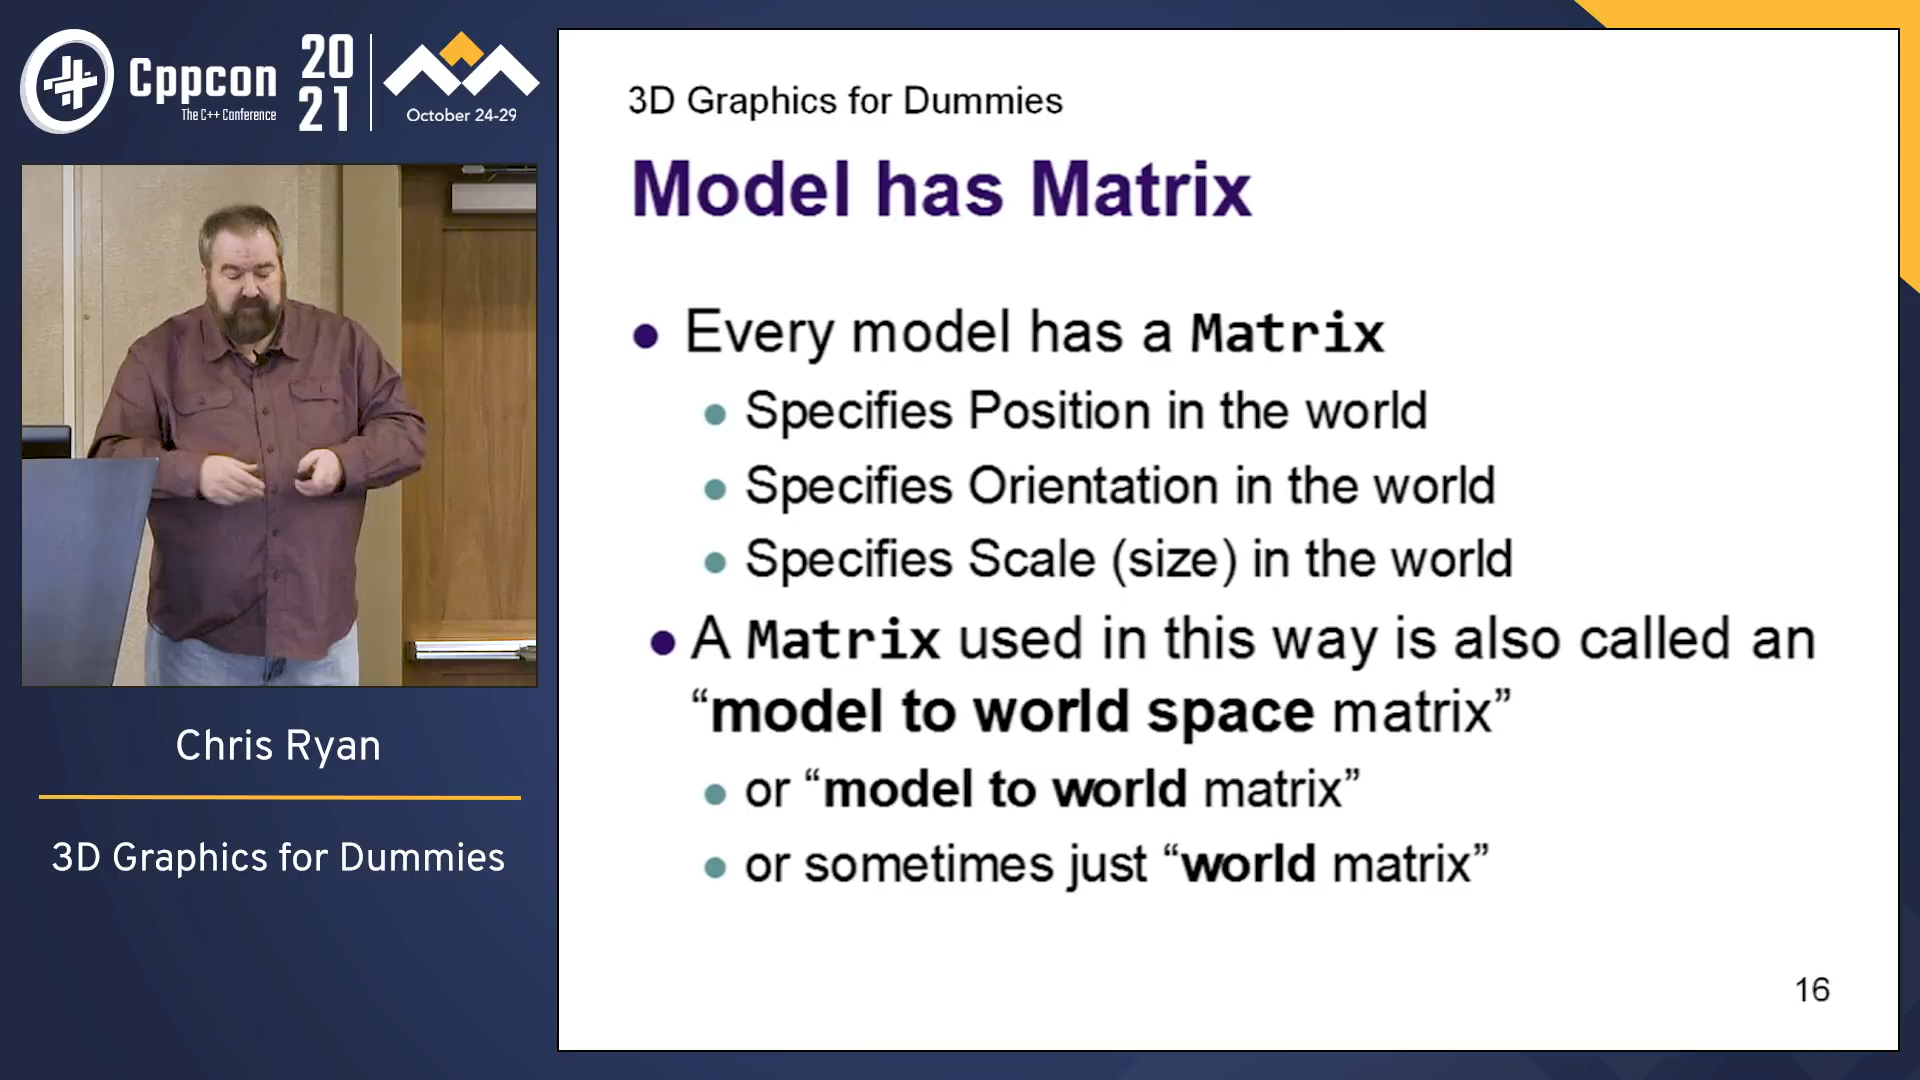 Cppcon
The C++ Conference
20
21
October 24-29
Chris Ryan
3D Graphics for Dummies
3D Graphics for Dummies
Model has Matrix
● Every model has a Matrix
● Specifies Position in the world
● Specifies Orientation in the world
● Specifies Scale (size) in the world
● A Matrix used in this way is also called an
“model to world space matrix”
● or “model to world matrix”
● or sometimes just “world matrix”
16